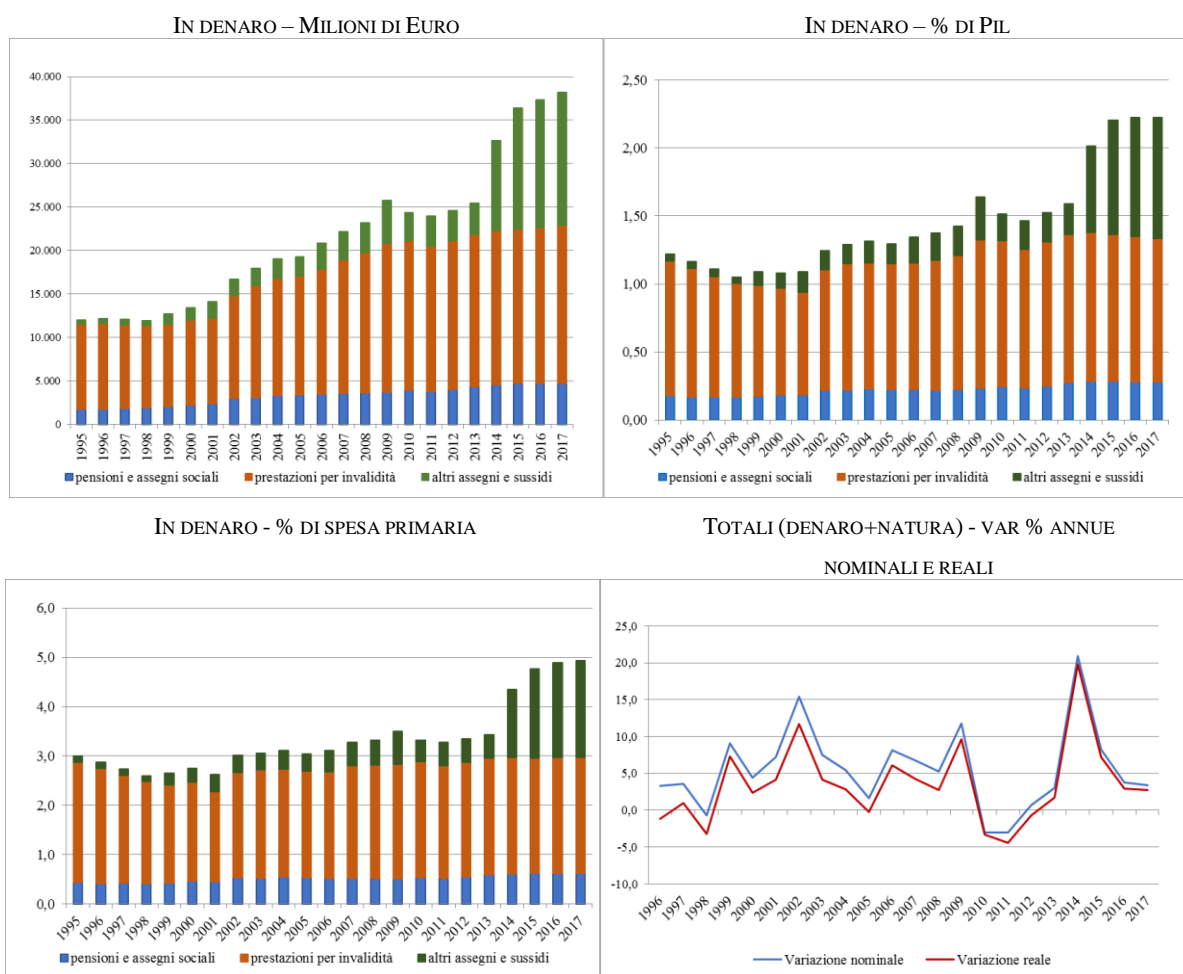 IN DENARO – MILIONI DI EURO
40.000
35.000
30.000
25.000
20.000
15.000
10.000
5.000
0
1995 1996 1997 1998 1999 2000 2001 2002 2003 2004 2005 2006 2007 2008 2009 2010 2011 2012 2013 2014 2015 2016 2017
pensioni e assegni sociali prestazioni per invalidità altri assegni e sussidi
IN DENARO – % DI PIL
2,50
2,00
1,50
1,00
0,50
0,00
1995 1996 1997 1998 1999 2000 2001 2002 2003 2004 2005 2006 2007 2008 2009 2010 2011 2012 2013 2014 2015 2016 2017
pensioni e assegni sociali prestazioni per invalidità altri assegni e sussidi
IN DENARO - % DI SPESA PRIMARIA
6,0
5,0
4,0
3,0
2,0
1,0
0,0
1995 1996 1997 1998 1999 2000 2001 2002 2003 2004 2005 2006 2007 2008 2009 2010 2011 2012 2013 2014 2015 2016 2017
pensioni e assegni sociali prestazioni per invalidità altri assegni e sussidi
TOTALI (DENARO+NATURA) - VAR % ANNUE
NOMINALI E REALI
25,0
20,0
15,0
10,0
5,0
0,0
-5,0
-10,0
1996 1997 1998 1999 2000 2001 2002 2003 2004 2005 2006 2007 2008 2009 2010 2011 2012 2013 2014 2015 2016 2017
Variazione nominale Variazione reale